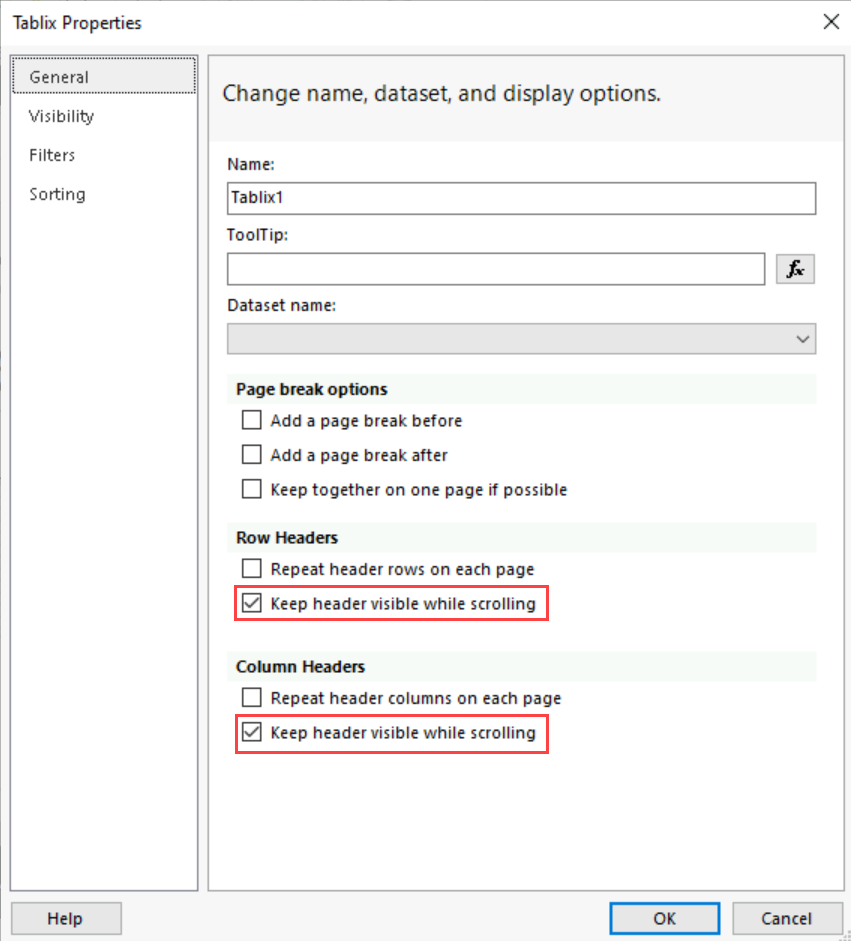 Tablix Properties
General
Visibility
Filters
Sorting
Change name, dataset, and display options.
Name:
Tablix1
ToolTip:
fx
Dataset name:
Page break options
Add a page break before
Add a page break after
Keep together on one page if possible
Row Headers
Repeat header rows on each page
Keep header visible while scrolling
Column Headers
Repeat header columns on each page
Keep header visible while scrolling
Help
OK
Cancel